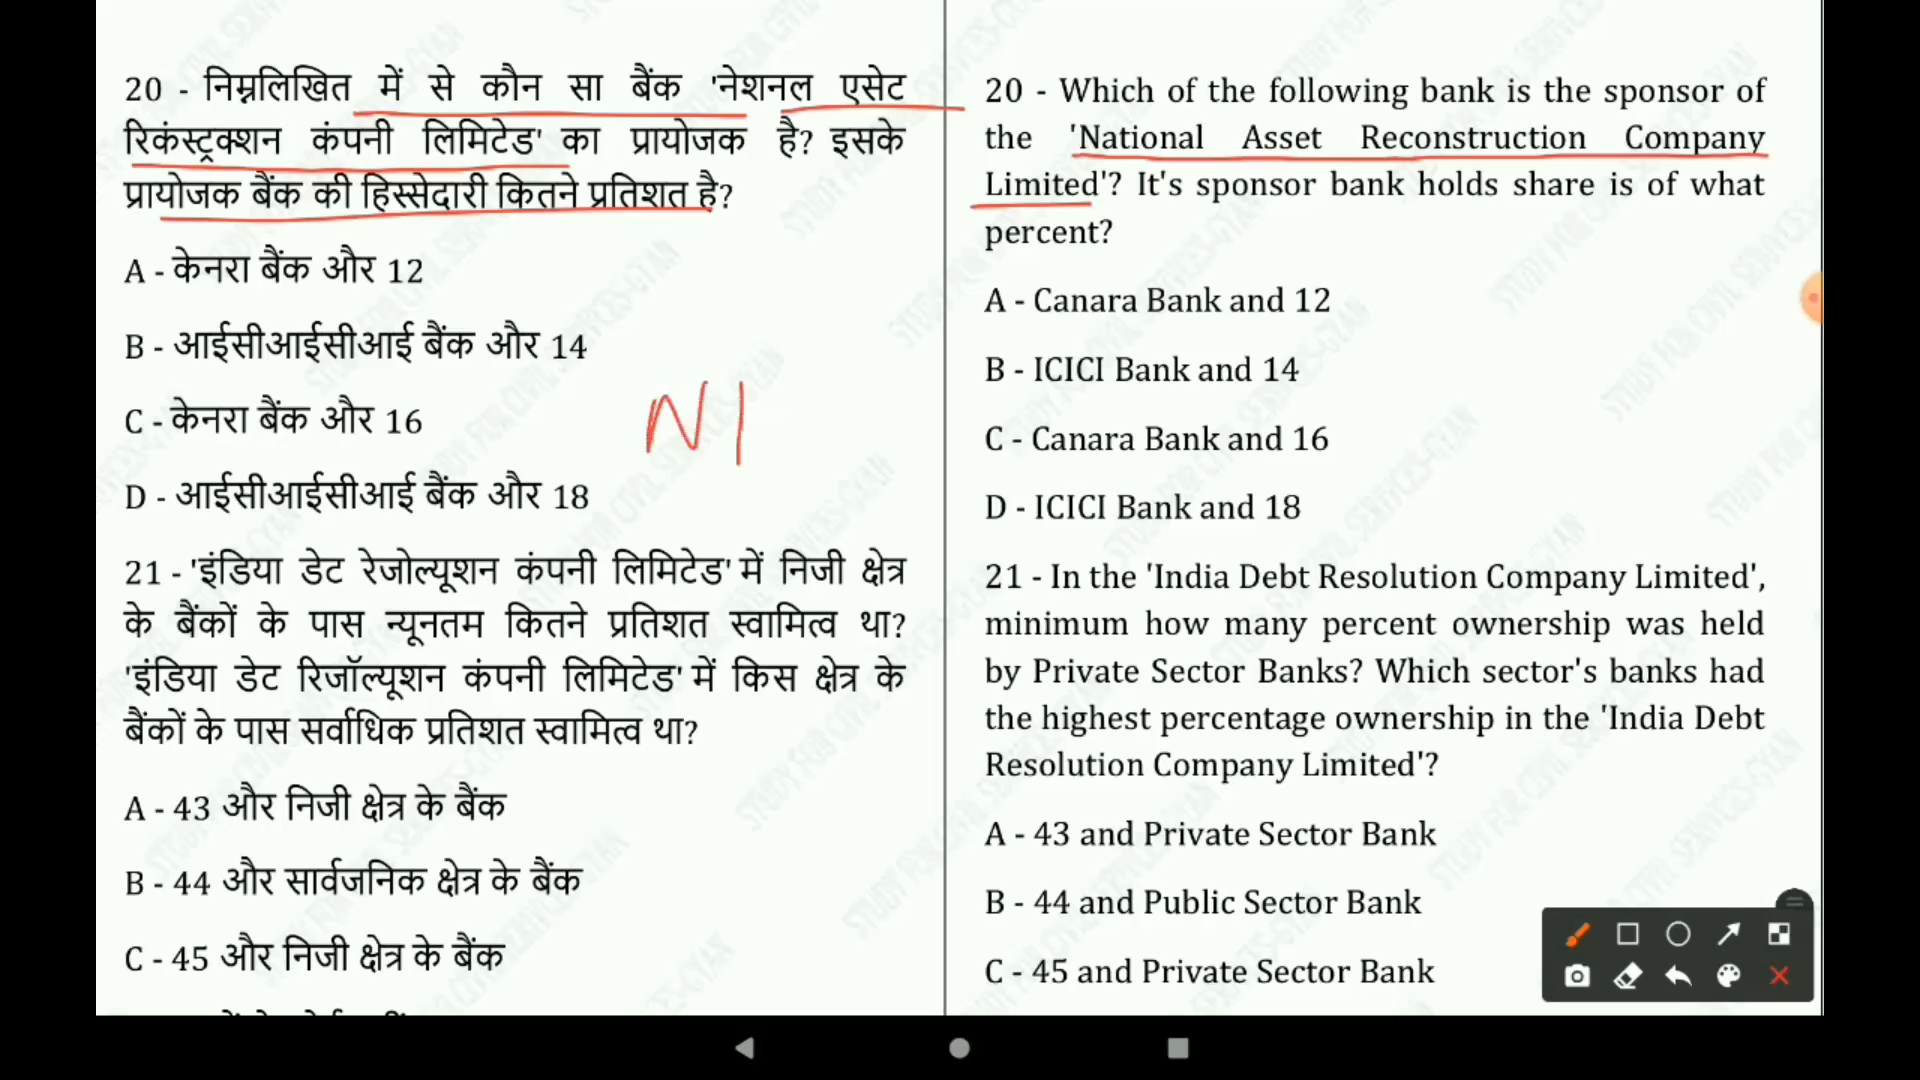 20 - निम्नलिखित में से कौन सा बैंक 'नेशनल एसेट
रिकंस्ट्रक्शन कंपनी लिमिटेड' का प्रायोजक है? इसके
प्रायोजक बैंक की हिस्सेदारी कितने प्रतिशत है?
A - केनरा बैंक और 12
B - आईसीआईसीआई बैंक और 14
C - केनरा बैंक और 16
D - आईसीआईसीआई बैंक और 18
21 - 'इंडिया डेट रेजोल्यूशन कंपनी लिमिटेड' में निजी क्षेत्र
के बैंकों के पास न्यूनतम कितने प्रतिशत स्वामित्व था?
'इंडिया डेट रिजॉल्यूशन कंपनी लिमिटेड' में किस क्षेत्र के
बैंकों के पास सर्वाधिक प्रतिशत स्वामित्व था?
A - 43 और निजी क्षेत्र के बैंक
B - 44 और सार्वजनिक क्षेत्र के बैंक
C - 45 और निजी क्षेत्र के बैंक
20 - Which of the following bank is the sponsor of
the 'National Asset Reconstruction Company
Limited'? It's sponsor bank holds share is of what
percent?
A - Canara Bank and 12
B - ICICI Bank and 14
C - Canara Bank and 16
D - ICICI Bank and 18
21 - In the 'India Debt Resolution Company Limited',
minimum how many percent ownership was held
by Private Sector Banks? Which sector's banks had
the highest percentage ownership in the 'India Debt
Resolution Company Limited'?
A - 43 and Private Sector Bank
B - 44 and Public Sector Bank
C - 45 and Private Sector Bank